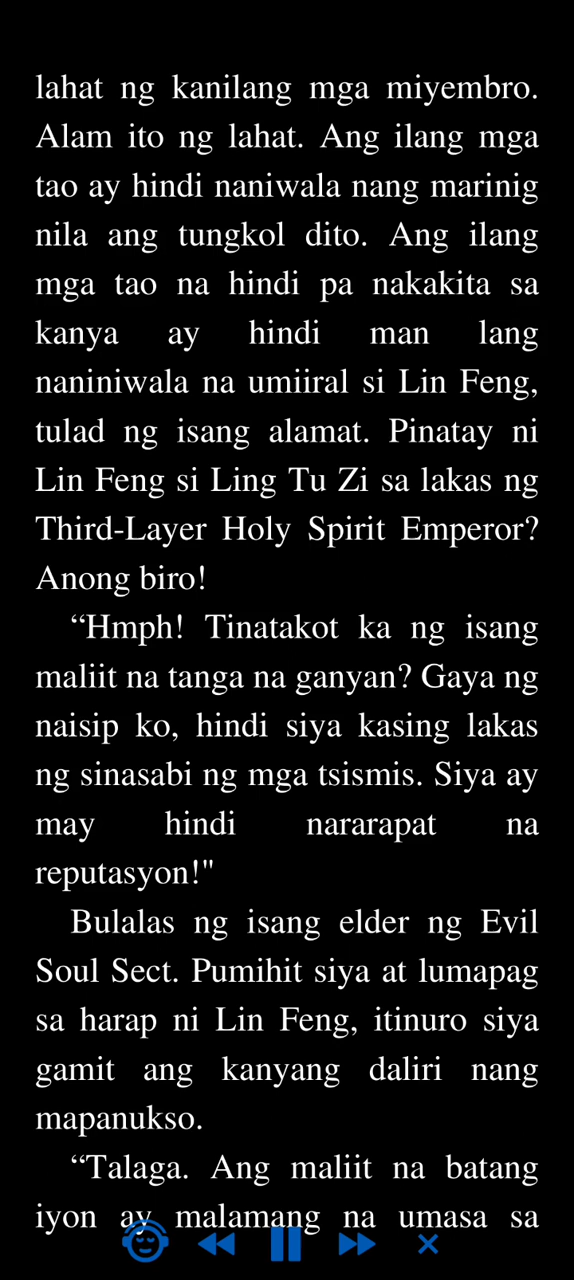 lahat ng kanilang mga miyembro.
Alam ito ng lahat. Ang ilang mga
tao ay hindi naniwala nang marinig
nila ang tungkol dito. Ang ilang
mga tao na hindi pa nakakita sa
kanya ay hindi man lang
naniniwala na umiiral si Lin Feng,
tulad ng isang alamat. Pinatay ni
Lin Feng si Ling Tu Zi sa lakas ng
Third-Layer Holy Spirit Emperor?
Anong biro!
“Hmph! Tinatakot ka ng isang
maliit na tanga na ganyan? Gaya ng
naisip ko, hindi siya kasing lakas
ng sinasabi ng mga tsismis. Siya ay
may hindi nararapat na
reputasyon!"
Bulalas ng isang elder ng Evil
Soul Sect. Pumihit siya at lumapag
sa harap ni Lin Feng, itinuro siya
gamit ang kanyang daliri nang
mapanukso.
“Talaga. Ang maliit na batang
iyon ay malamang na umasa sa